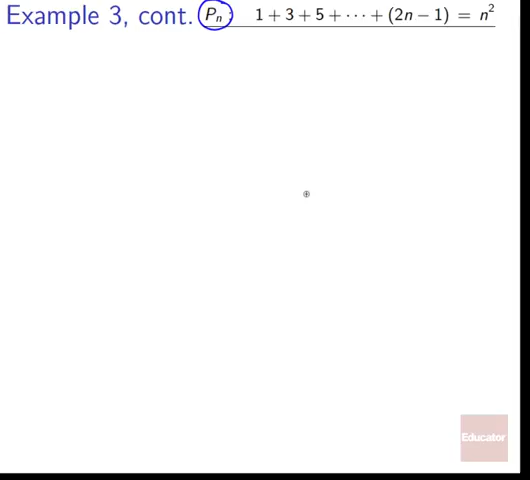 Example 3, cont. Pₙ: 1 + 3 + 5 + ⋯ + (2n − 1) = n²
Educator